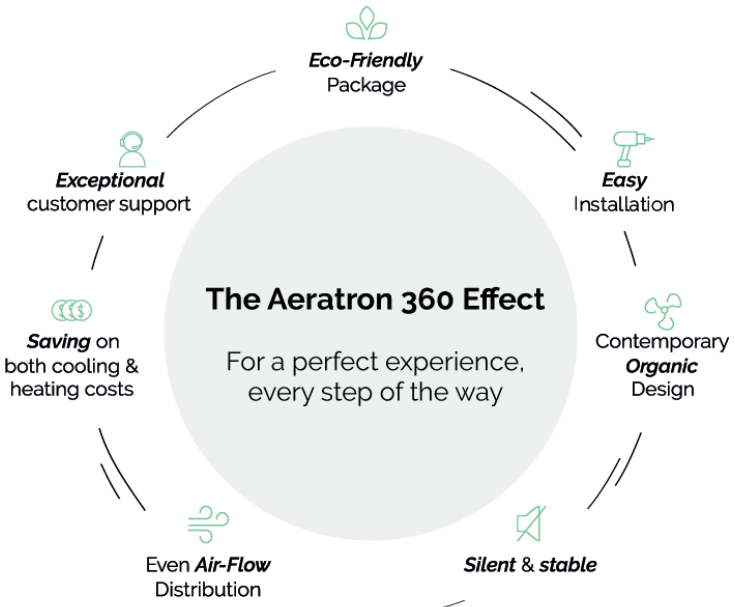 Eco-Friendly
Package
Exceptional
customer support
Easy
Installation
The Aeratron 360 Effect
For a perfect experience,
every step of the way
Saving on
both cooling &
heating costs
Contemporary
Organic
Design
Even Air-Flow
Distribution
Silent & stable